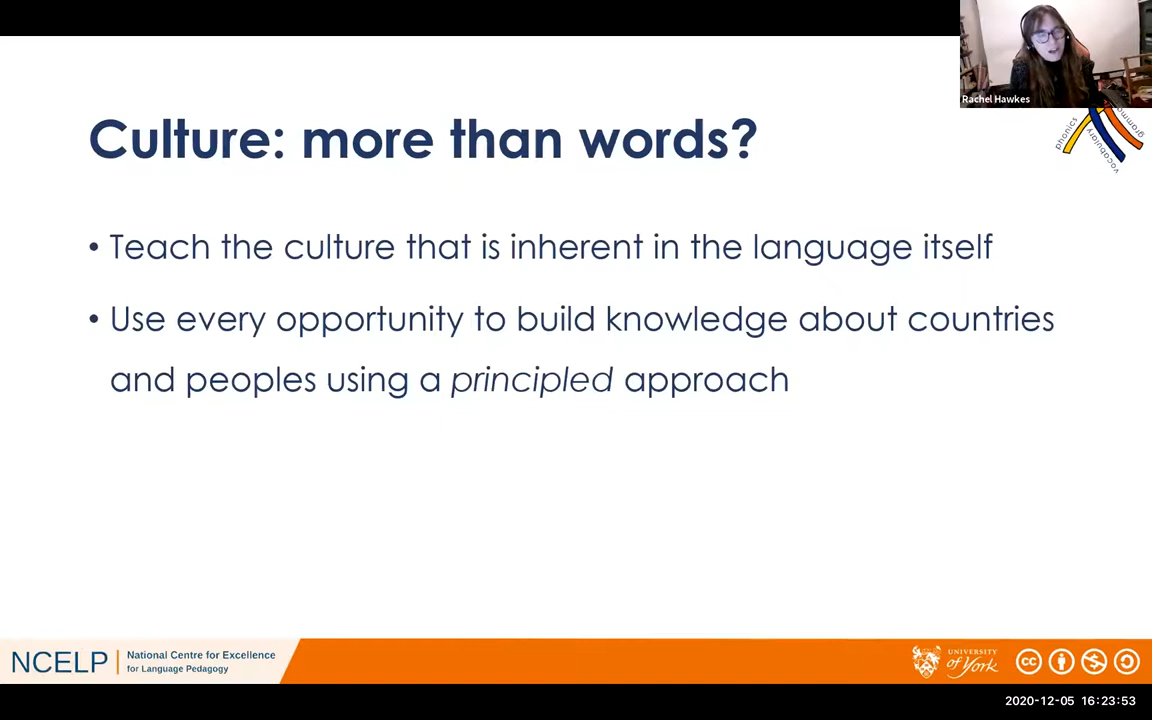 Rachel Hawkes
phonics
vocabulary
Culture: more than words?
• Teach the culture that is inherent in the language itself
• Use every opportunity to build knowledge about countries
and peoples using a principled approach
NCELP
National Centre for Excellence
for Language Pedagogy
UNIVERSITY
of York
cc
2020-12-05 16:23:53